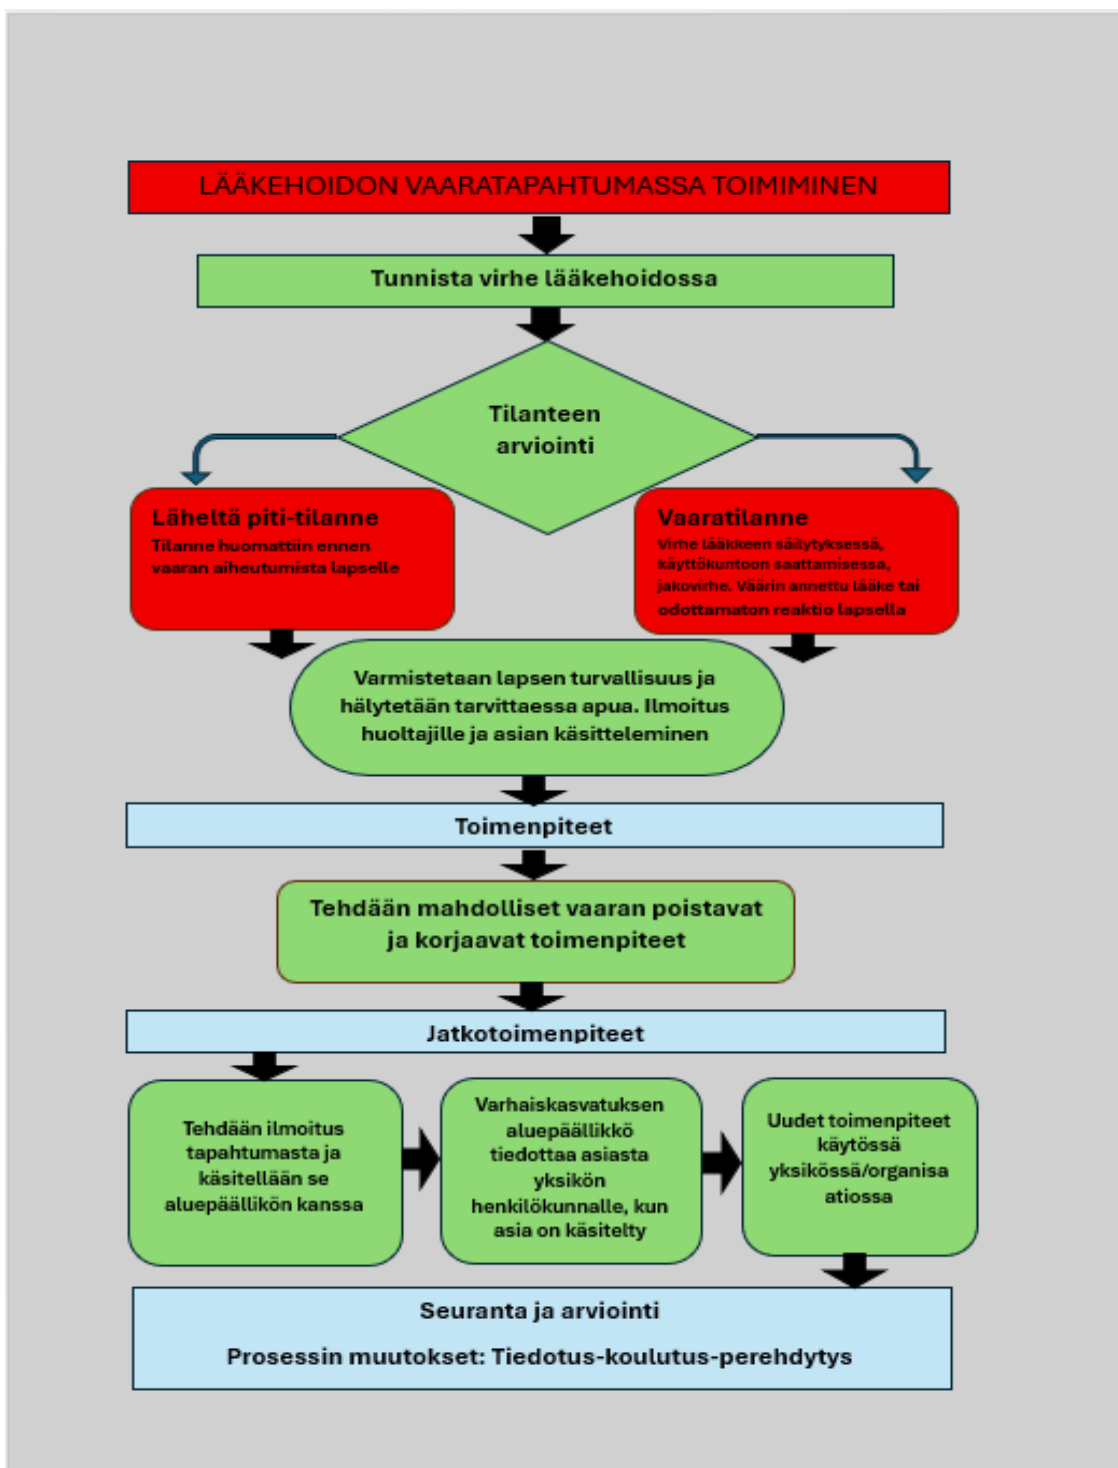 LÄÄKEHOIDON VAARATAPAHTUMASSA TOIMIMINEN
Tunnista virhe lääkehoidossa
Tilanteen
arviointi
Läheltä piti-tilanne
Tilanne huomattiin ennen
vaaran aiheutumista lapselle
Vaaratilanne
Virhe lääkkeen säilytyksessä,
käyttökuntoon saattamisessa,
jakovirhe. Väärin annettu lääke tai
odottamaton reaktio lapsella
Varmistetaan lapsen turvallisuus ja
hälytetään tarvittaessa apua. Ilmoitus
huoltajille ja asian käsitteleminen
Toimenpiteet
Tehdään mahdolliset vaaran poistavat
ja korjaavat toimenpiteet
Jatkotoimenpiteet
Tehdään ilmoitus
tapahtumasta ja
käsitellään se
aluepäällikön kanssa
Varhaiskasvatuksen
aluepäällikkö
tiedottaa asiasta
yksikön
henkilökunnalle, kun
asia on käsitelty
Uudet toimenpiteet
käytössä
yksikössä/organisa
atiossa
Seuranta ja arviointi
Prosessin muutokset: Tiedotus-koulutus-perehdytys